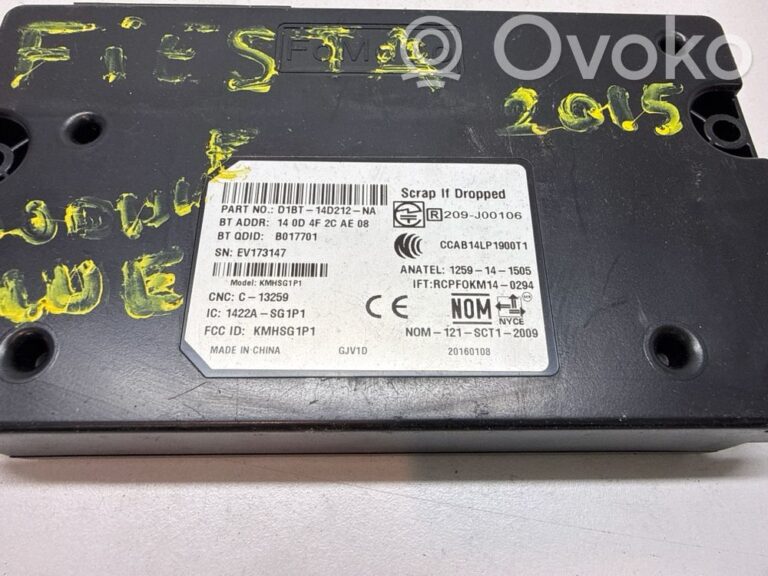 Ovoko
FoMoCo
FiESTA
2015
MODULE
Scrap If Dropped
PART NO.: D1BT-14D212-NA
R 209-J00106
BT ADDR: 14 0D 4F 2C AE 08
BT QDID: B017701
CCAB14LP1900T1
SN: EV173147
ANATEL: 1259-14-1505
Model: KMHSG1P1
IFT:RCPFOKM14-0294
CNC: C-13259
CE
NOM
NYCE
IC: 1422A-SG1P1
FCC ID: KMHSG1P1
NOM-121-SCT1-2009
MADE IN CHINA
GJV1D
20160108